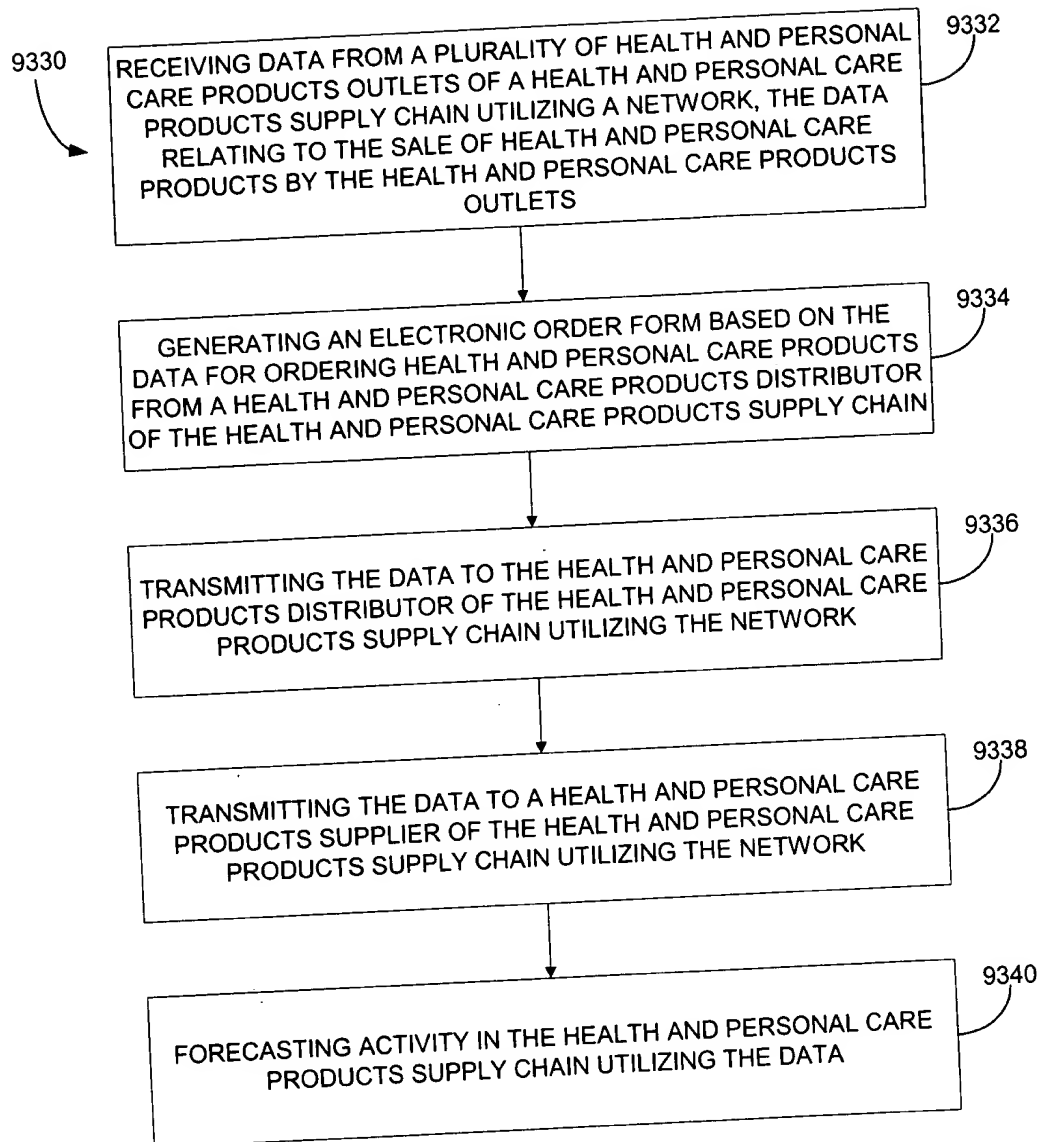 9330
9332
RECEIVING DATA FROM A PLURALITY OF HEALTH AND PERSONAL
CARE PRODUCTS OUTLETS OF A HEALTH AND PERSONAL CARE
PRODUCTS SUPPLY CHAIN UTILIZING A NETWORK, THE DATA
RELATING TO THE SALE OF HEALTH AND PERSONAL CARE
PRODUCTS BY THE HEALTH AND PERSONAL CARE PRODUCTS
OUTLETS
9334
GENERATING AN ELECTRONIC ORDER FORM BASED ON THE
DATA FOR ORDERING HEALTH AND PERSONAL CARE PRODUCTS
FROM A HEALTH AND PERSONAL CARE PRODUCTS DISTRIBUTOR
OF THE HEALTH AND PERSONAL CARE PRODUCTS SUPPLY CHAIN
9336
TRANSMITTING THE DATA TO THE HEALTH AND PERSONAL CARE
PRODUCTS DISTRIBUTOR OF THE HEALTH AND PERSONAL CARE
PRODUCTS SUPPLY CHAIN UTILIZING THE NETWORK
9338
TRANSMITTING THE DATA TO A HEALTH AND PERSONAL CARE
PRODUCTS SUPPLIER OF THE HEALTH AND PERSONAL CARE
PRODUCTS SUPPLY CHAIN UTILIZING THE NETWORK
9340
FORECASTING ACTIVITY IN THE HEALTH AND PERSONAL CARE
PRODUCTS SUPPLY CHAIN UTILIZING THE DATA